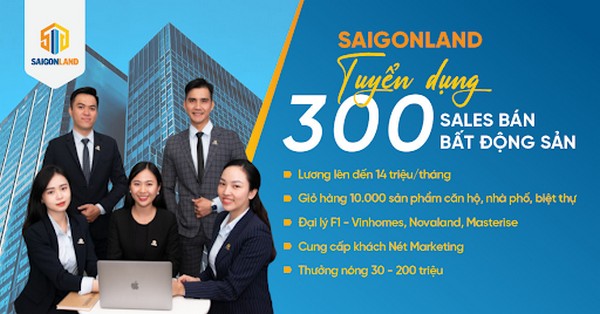 SAIGONLAND
SAIGONLAND
Tuyển dụng
300 SALES BÁN
BẤT ĐỘNG SẢN
Lương lên đến 14 triệu/tháng
Giỏ hàng 10.000 sản phẩm căn hộ, nhà phố, biệt thự
Đại lý F1 - Vinhomes, Novaland, Masterise
Cung cấp khách Nét Marketing
Thưởng nóng 30 - 200 triệu